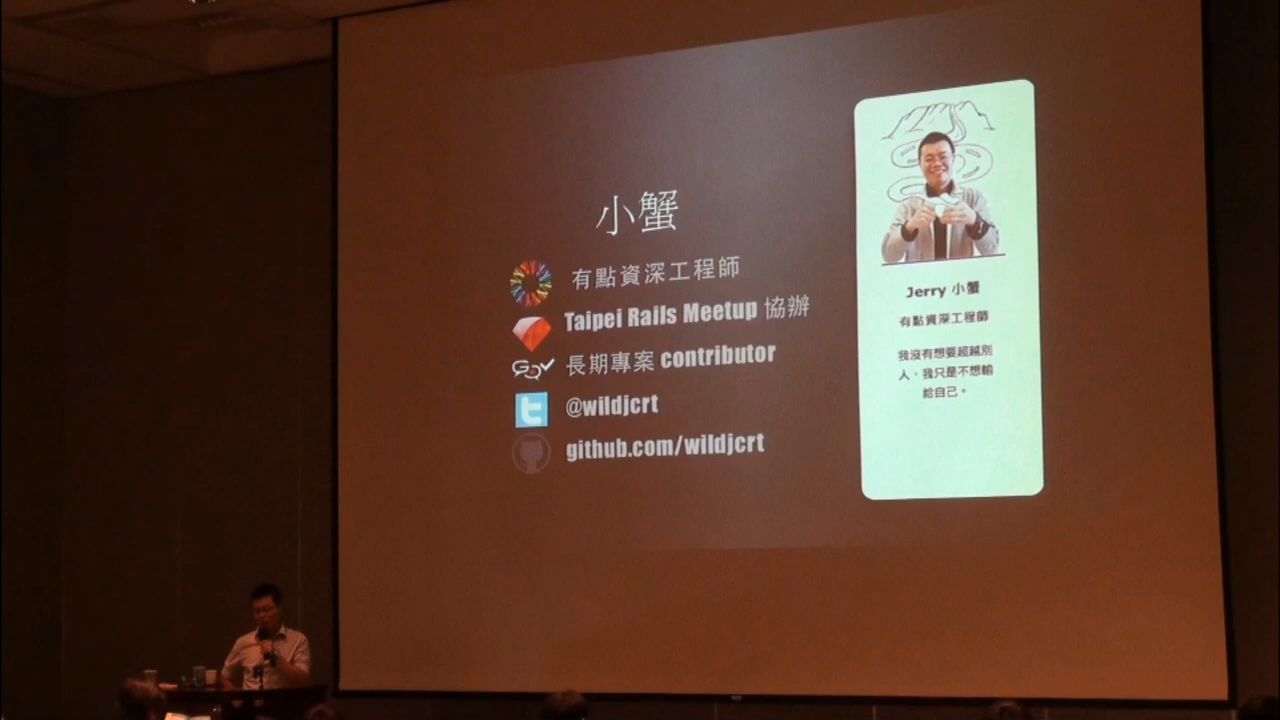 小蟹
有點資深工程師
Taipei Rails Meetup 協辦
長期專案 contributor
@wildjcrt
github.com/wildjcrt
Jerry 小蟹
有點資深工程師
我沒有想要超越別
人，我只是不想輸
給自己。